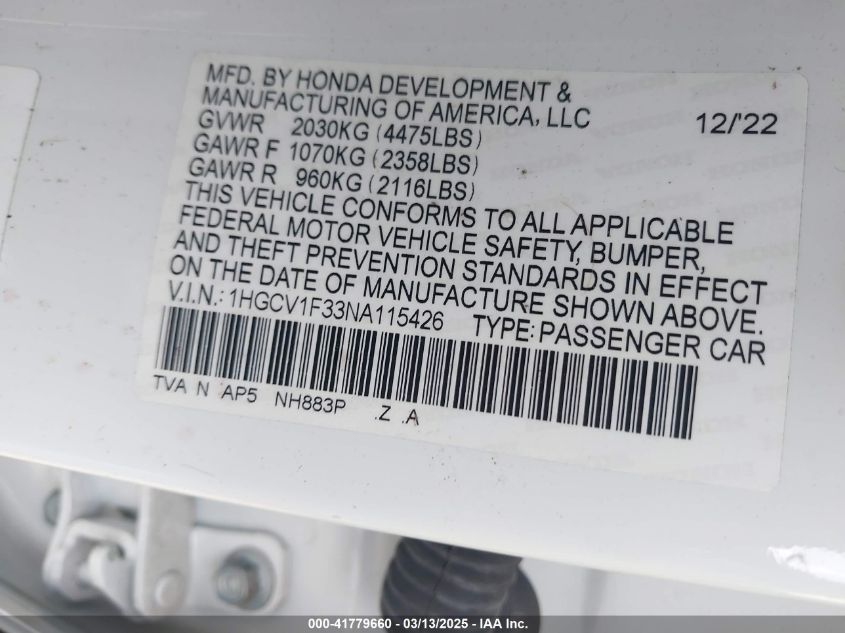 MFD. BY HONDA DEVELOPMENT &
MANUFACTURING OF AMERICA, LLC 12/'22
GVWR 2030KG (4475LBS)
GAWR F 1070KG (2358LBS)
GAWR R 960KG (2116LBS)
THIS VEHICLE CONFORMS TO ALL APPLICABLE
FEDERAL MOTOR VEHICLE SAFETY, BUMPER,
AND THEFT PREVENTION STANDARDS IN EFFECT
ON THE DATE OF MANUFACTURE SHOWN ABOVE.
V.I.N.: 1HGCV1F33NA115426 TYPE: PASSENGER CAR
TVA N AP5 NH883P .Z .A
000-41779660 — 03/13/2025 — IAA Inc.